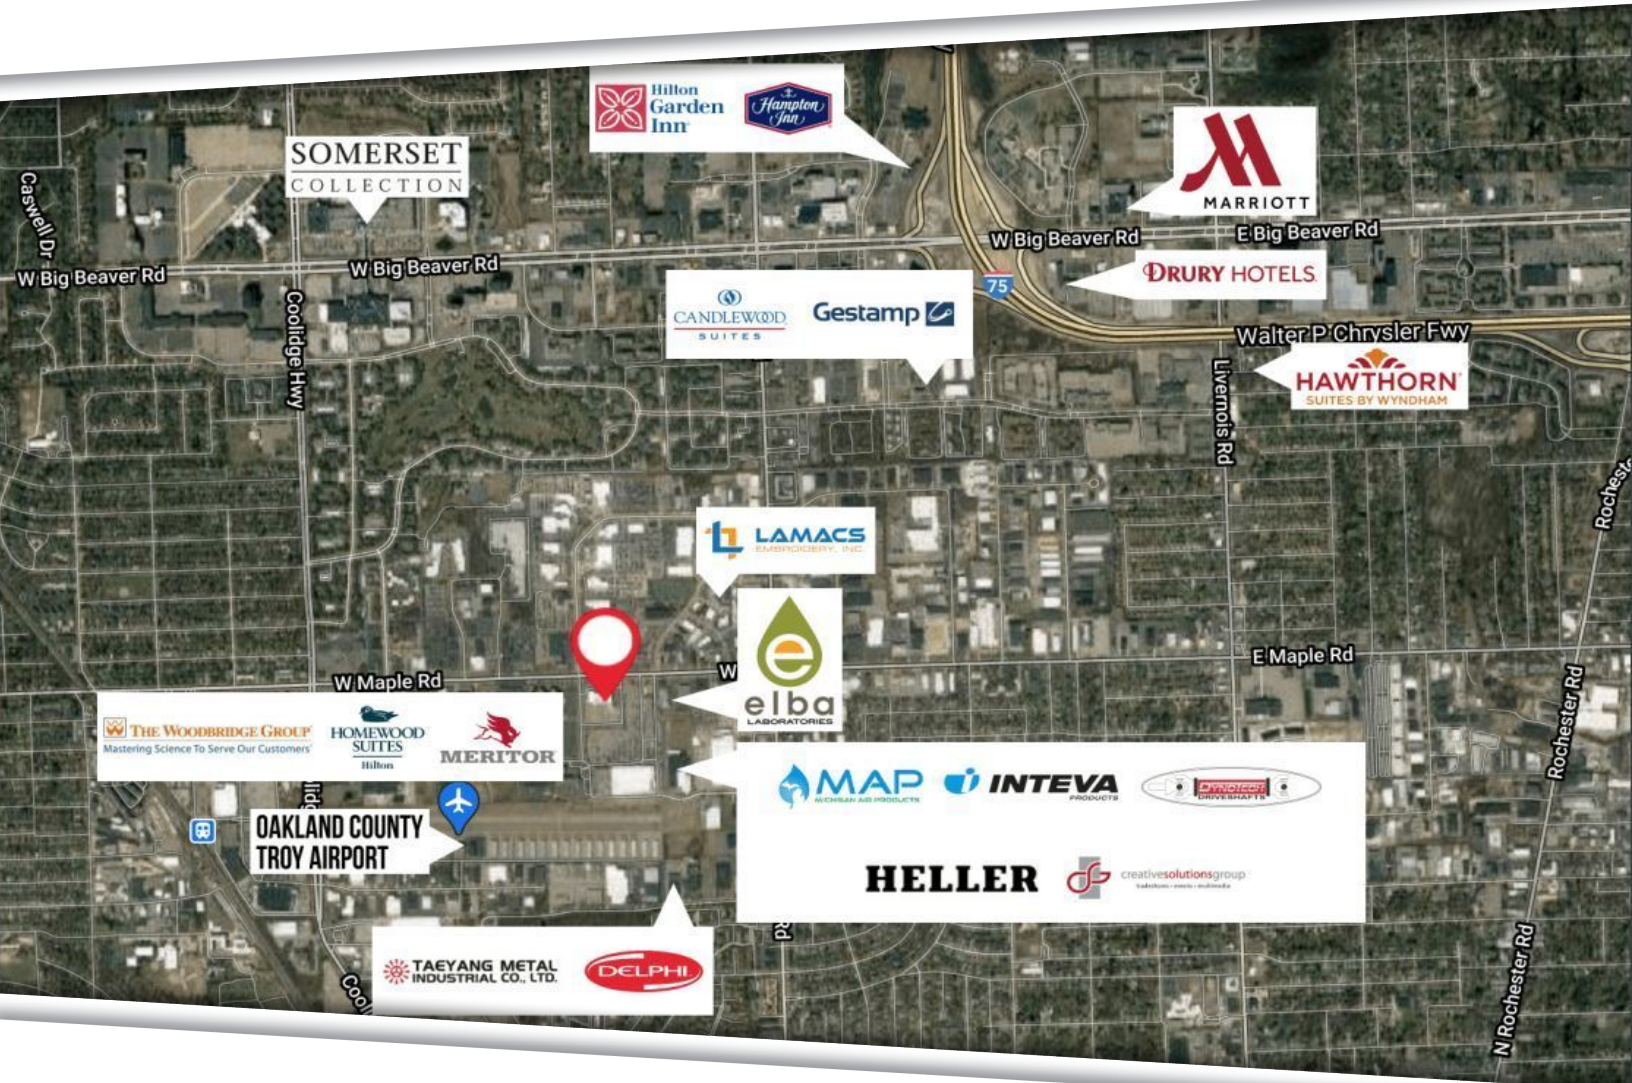 Hilton
Garden
Inn
Hampton
Inn
SOMERSET
COLLECTION
MARRIOTT
Caswell Dr
W Big Beaver Rd
W Big Beaver Rd
W Big Beaver Rd
E Big Beaver Rd
DRURY HOTELS.
75
CANDLEWOOD
SUITES
Gestamp
Walter P Chrysler Fwy
HAWTHORN
SUITES BY WYNDHAM
Coolidge Hwy
Livernois Rd
LAMACS
EMBROIDERY, INC.
e
elba
LABORATORIES
W Maple Rd
W
E Maple Rd
Rochester Rd
THE WOODBRIDGE GROUP
Mastering Science To Serve Our Customers
HOMEWOOD
SUITES
Hilton
MERITOR
MAP
MICHIGAN AIR PRODUCTS
INTEVA
PRODUCTS
DYNOTECH
DRIVESHAFTS
OAKLAND COUNTY
TROY AIRPORT
HELLER
creativesolutionsgroup
tradeshows • events • multimedia
Rd
TAEYANG METAL
INDUSTRIAL CO., LTD.
DELPHI
N Rochester Rd